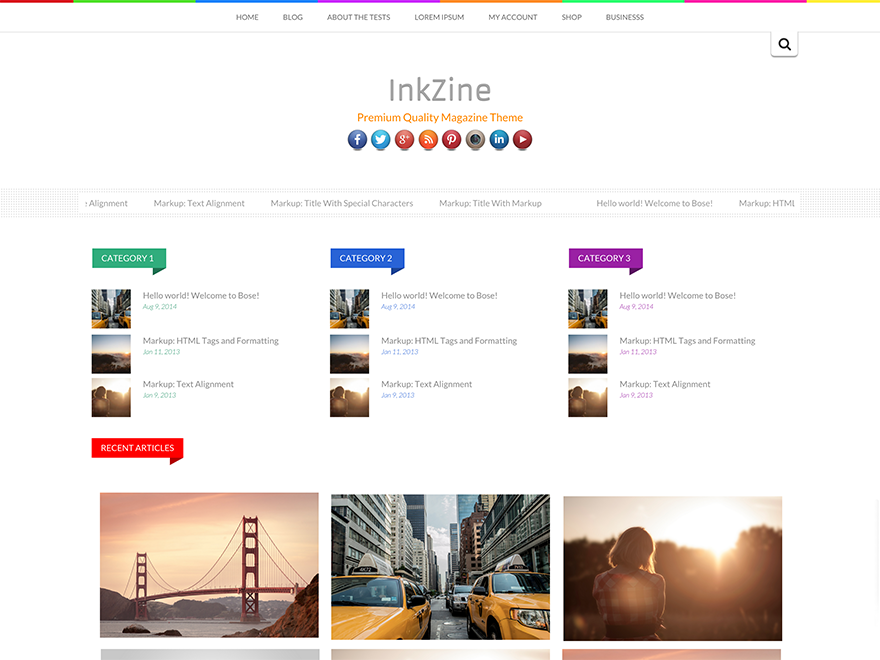 HOME BLOG ABOUT THE TESTS LOREM IPSUM MY ACCOUNT SHOP BUSINESSS
InkZine
Premium Quality Magazine Theme
f g+ p in
Alignment Markup: Text Alignment Markup: Title With Special Characters Markup: Title With Markup Hello world! Welcome to Bose! Markup: HTML
CATEGORY 1
Hello world! Welcome to Bose!
Aug 9, 2014
Markup: HTML Tags and Formatting
Jan 11, 2013
Markup: Text Alignment
Jan 9, 2013
CATEGORY 2
Hello world! Welcome to Bose!
Aug 9, 2014
Markup: HTML Tags and Formatting
Jan 11, 2013
Markup: Text Alignment
Jan 9, 2013
CATEGORY 3
Hello world! Welcome to Bose!
Aug 9, 2014
Markup: HTML Tags and Formatting
Jan 11, 2013
Markup: Text Alignment
Jan 9, 2013
RECENT ARTICLES